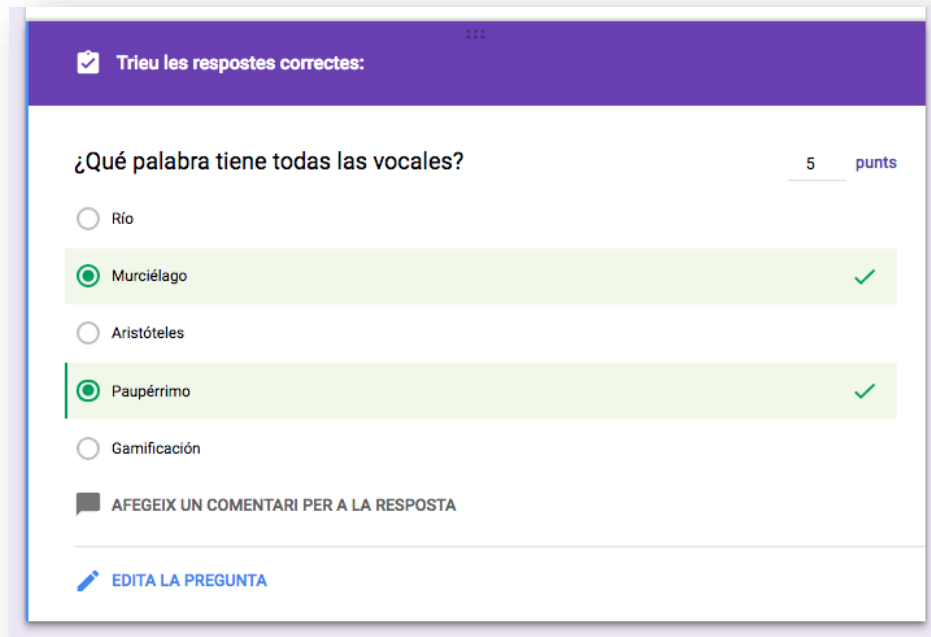 Trieu les respostes correctes:
¿Qué palabra tiene todas las vocales?
5 punts
Río
Murciélago
Aristóteles
Paupérrimo
Gamificación
AFEGEIX UN COMENTARI PER A LA RESPOSTA
EDITA LA PREGUNTA